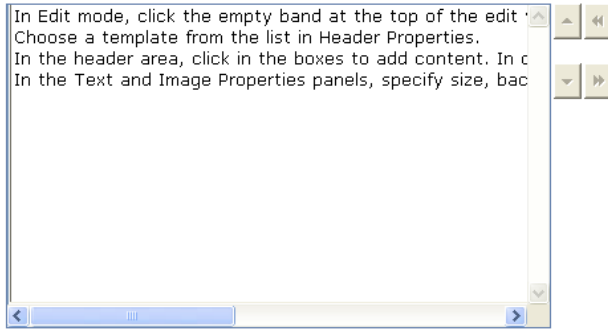 In Edit mode, click the empty band at the top of the edit
Choose a template from the list in Header Properties.
In the header area, click in the boxes to add content. In
In the Text and Image Properties panels, specify size,